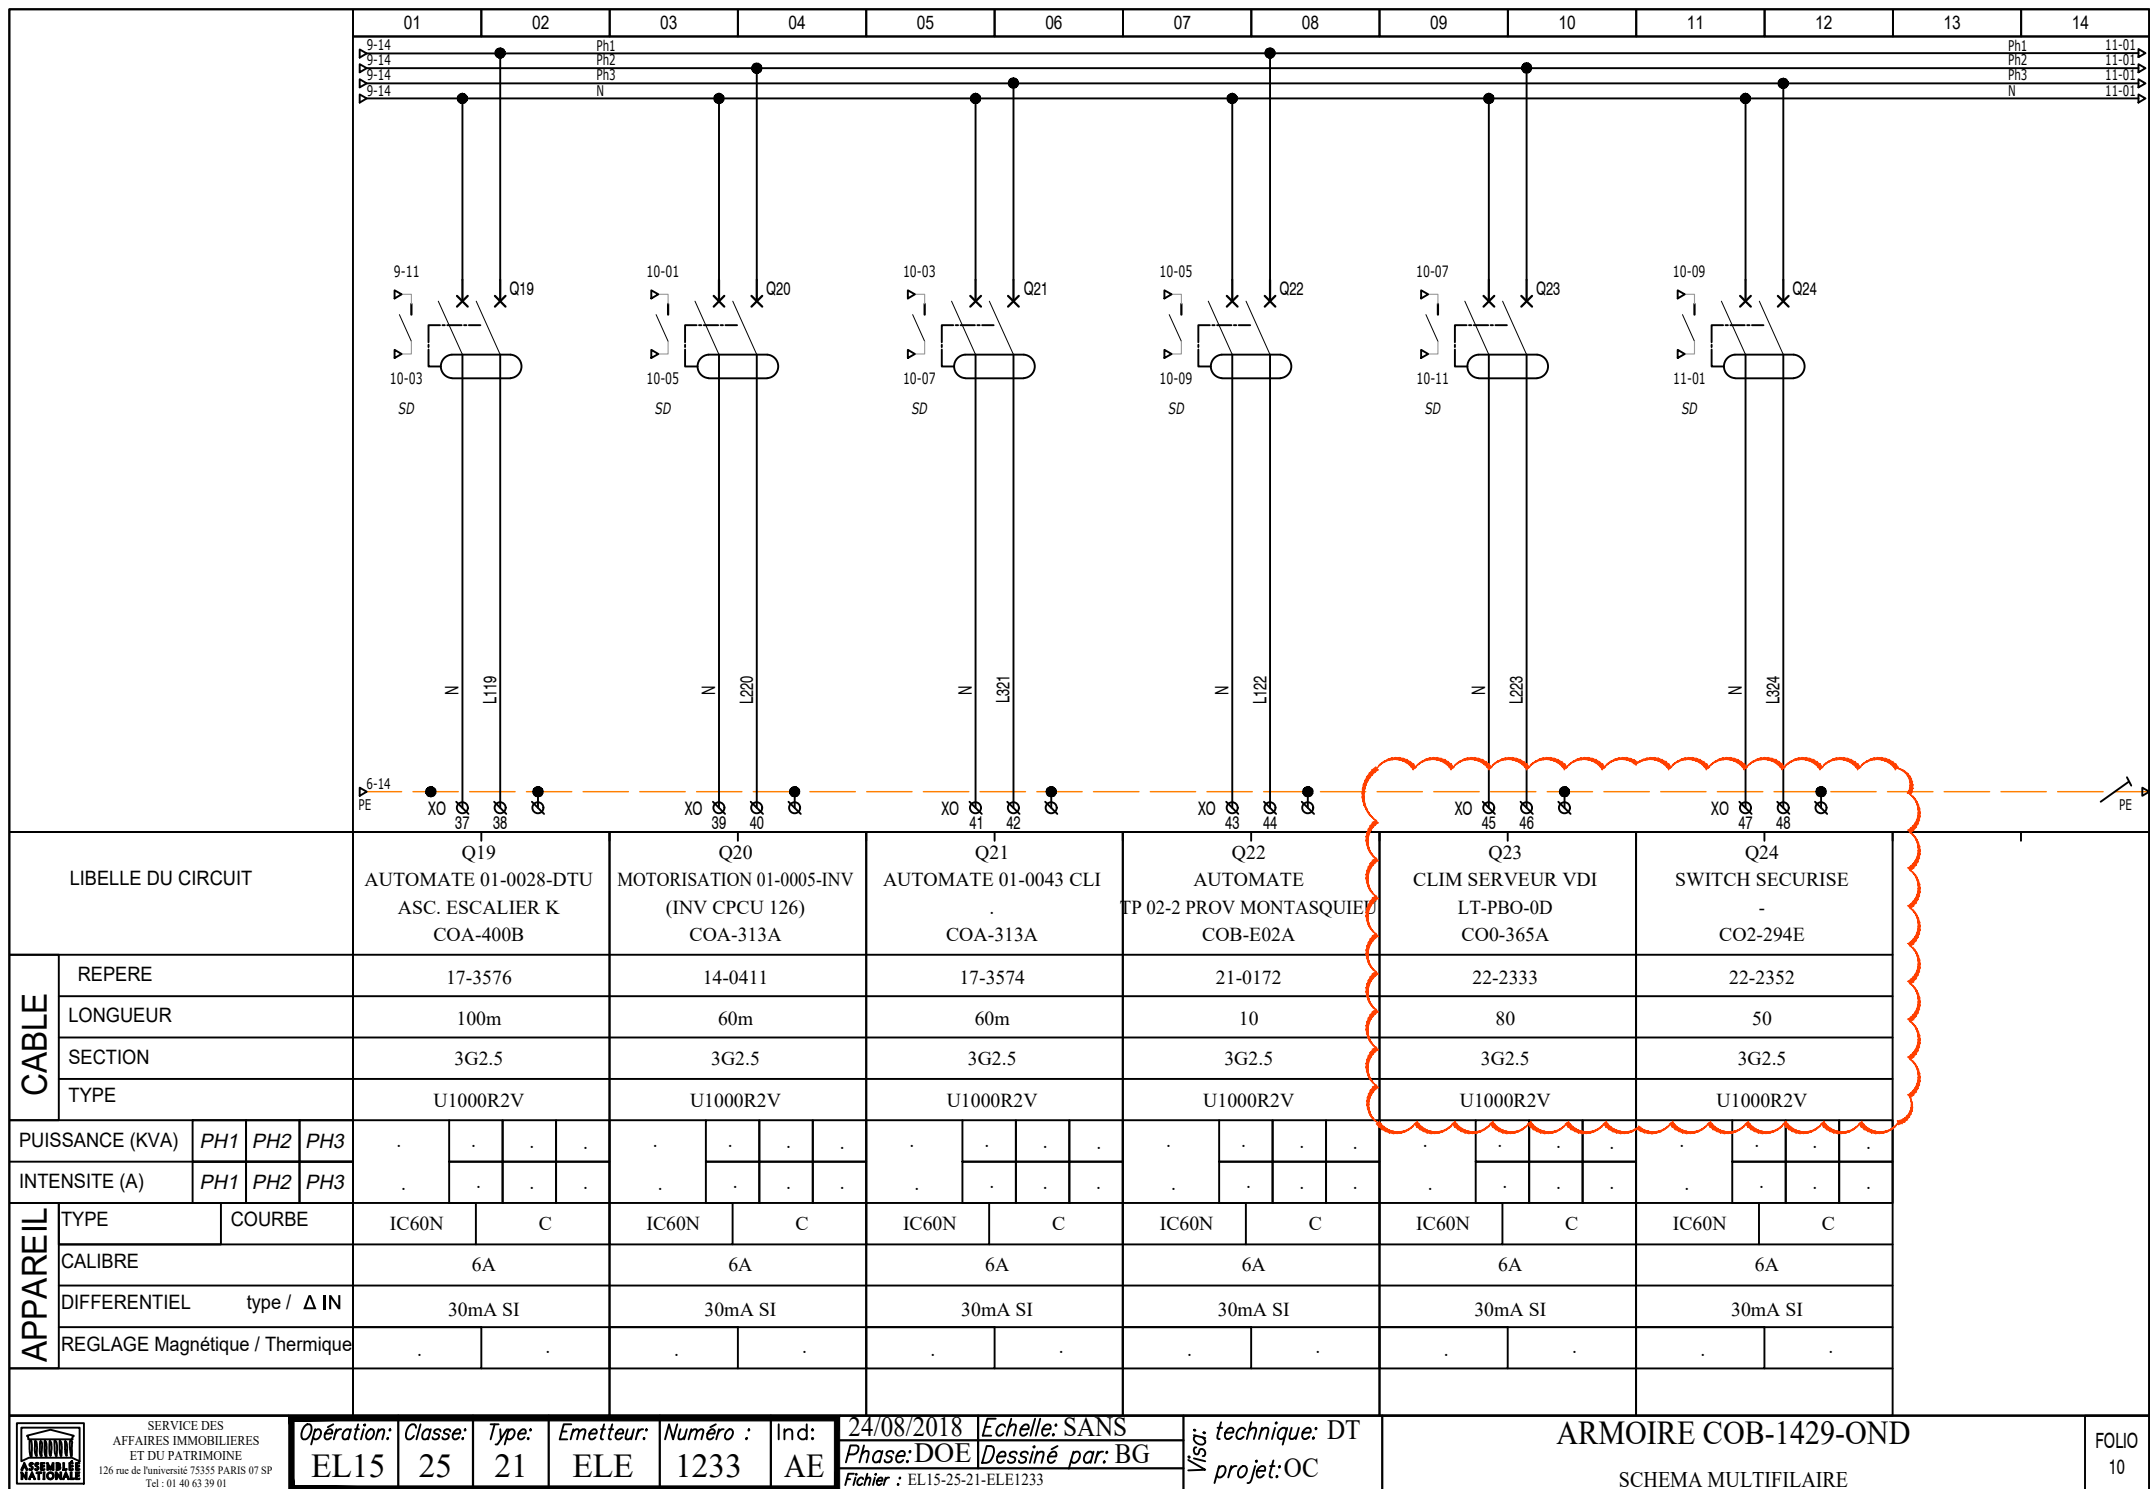 01 02 03 04 05 06 07 08 09 10 11 12 13 14
9-14 Ph1 Ph1 11-01
9-14 Ph2 Ph2 11-01
9-14 Ph3 Ph3 11-01
9-14 N N 11-01
9-11 10-01 10-03 10-05 10-07 10-09
Q19 Q20 Q21 Q22 Q23 Q24
10-03 10-05 10-07 10-09 10-11 11-01
SD SD SD SD SD SD
N L119 N L220 N L321 N L122 N L223 N L324
6-14
PE PE
XO 37 38 XO 39 40 XO 41 42 XO 43 44 XO 45 46 XO 47 48
LIBELLE DU CIRCUIT
Q19
AUTOMATE 01-0028-DTU
ASC. ESCALIER K
COA-400B
Q20
MOTORISATION 01-0005-INV
(INV CPCU 126)
COA-313A
Q21
AUTOMATE 01-0043 CLI
.
COA-313A
Q22
AUTOMATE
TP 02-2 PROV MONTASQUIEU
COB-E02A
Q23
CLIM SERVEUR VDI
LT-PBO-0D
CO0-365A
Q24
SWITCH SECURISE
-
CO2-294E
CABLE
REPERE 17-3576 14-0411 17-3574 21-0172 22-2333 22-2352
LONGUEUR 100m 60m 60m 10 80 50
SECTION 3G2.5 3G2.5 3G2.5 3G2.5 3G2.5 3G2.5
TYPE U1000R2V U1000R2V U1000R2V U1000R2V U1000R2V U1000R2V
PUISSANCE (KVA) PH1 PH2 PH3 . . . . . . . . . . . . . . . . . . . . . . . .
INTENSITE (A) PH1 PH2 PH3 . . . . . . . . . . . . . . . . . . . . . . . .
APPAREIL
TYPE COURBE IC60N C IC60N C IC60N C IC60N C IC60N C IC60N C
CALIBRE 6A 6A 6A 6A 6A 6A
DIFFERENTIEL type / Δ IN 30mA SI 30mA SI 30mA SI 30mA SI 30mA SI 30mA SI
REGLAGE Magnétique / Thermique . . . . . . . . . . . .
ASSEMBLÉE
NATIONALE
SERVICE DES
AFFAIRES IMMOBILIERES
ET DU PATRIMOINE
126 rue de l'université 75355 PARIS 07 SP
Tel : 01 40 63 39 01
Opération: Classe: Type: Emetteur: Numéro : Ind:
EL15 25 21 ELE 1233 AE
24/08/2018 Echelle: SANS
Phase: DOE Dessiné par: BG
Fichier : EL15-25-21-ELE1233
Visa: technique: DT
projet: OC
ARMOIRE COB-1429-OND
SCHEMA MULTIFILAIRE
FOLIO
10